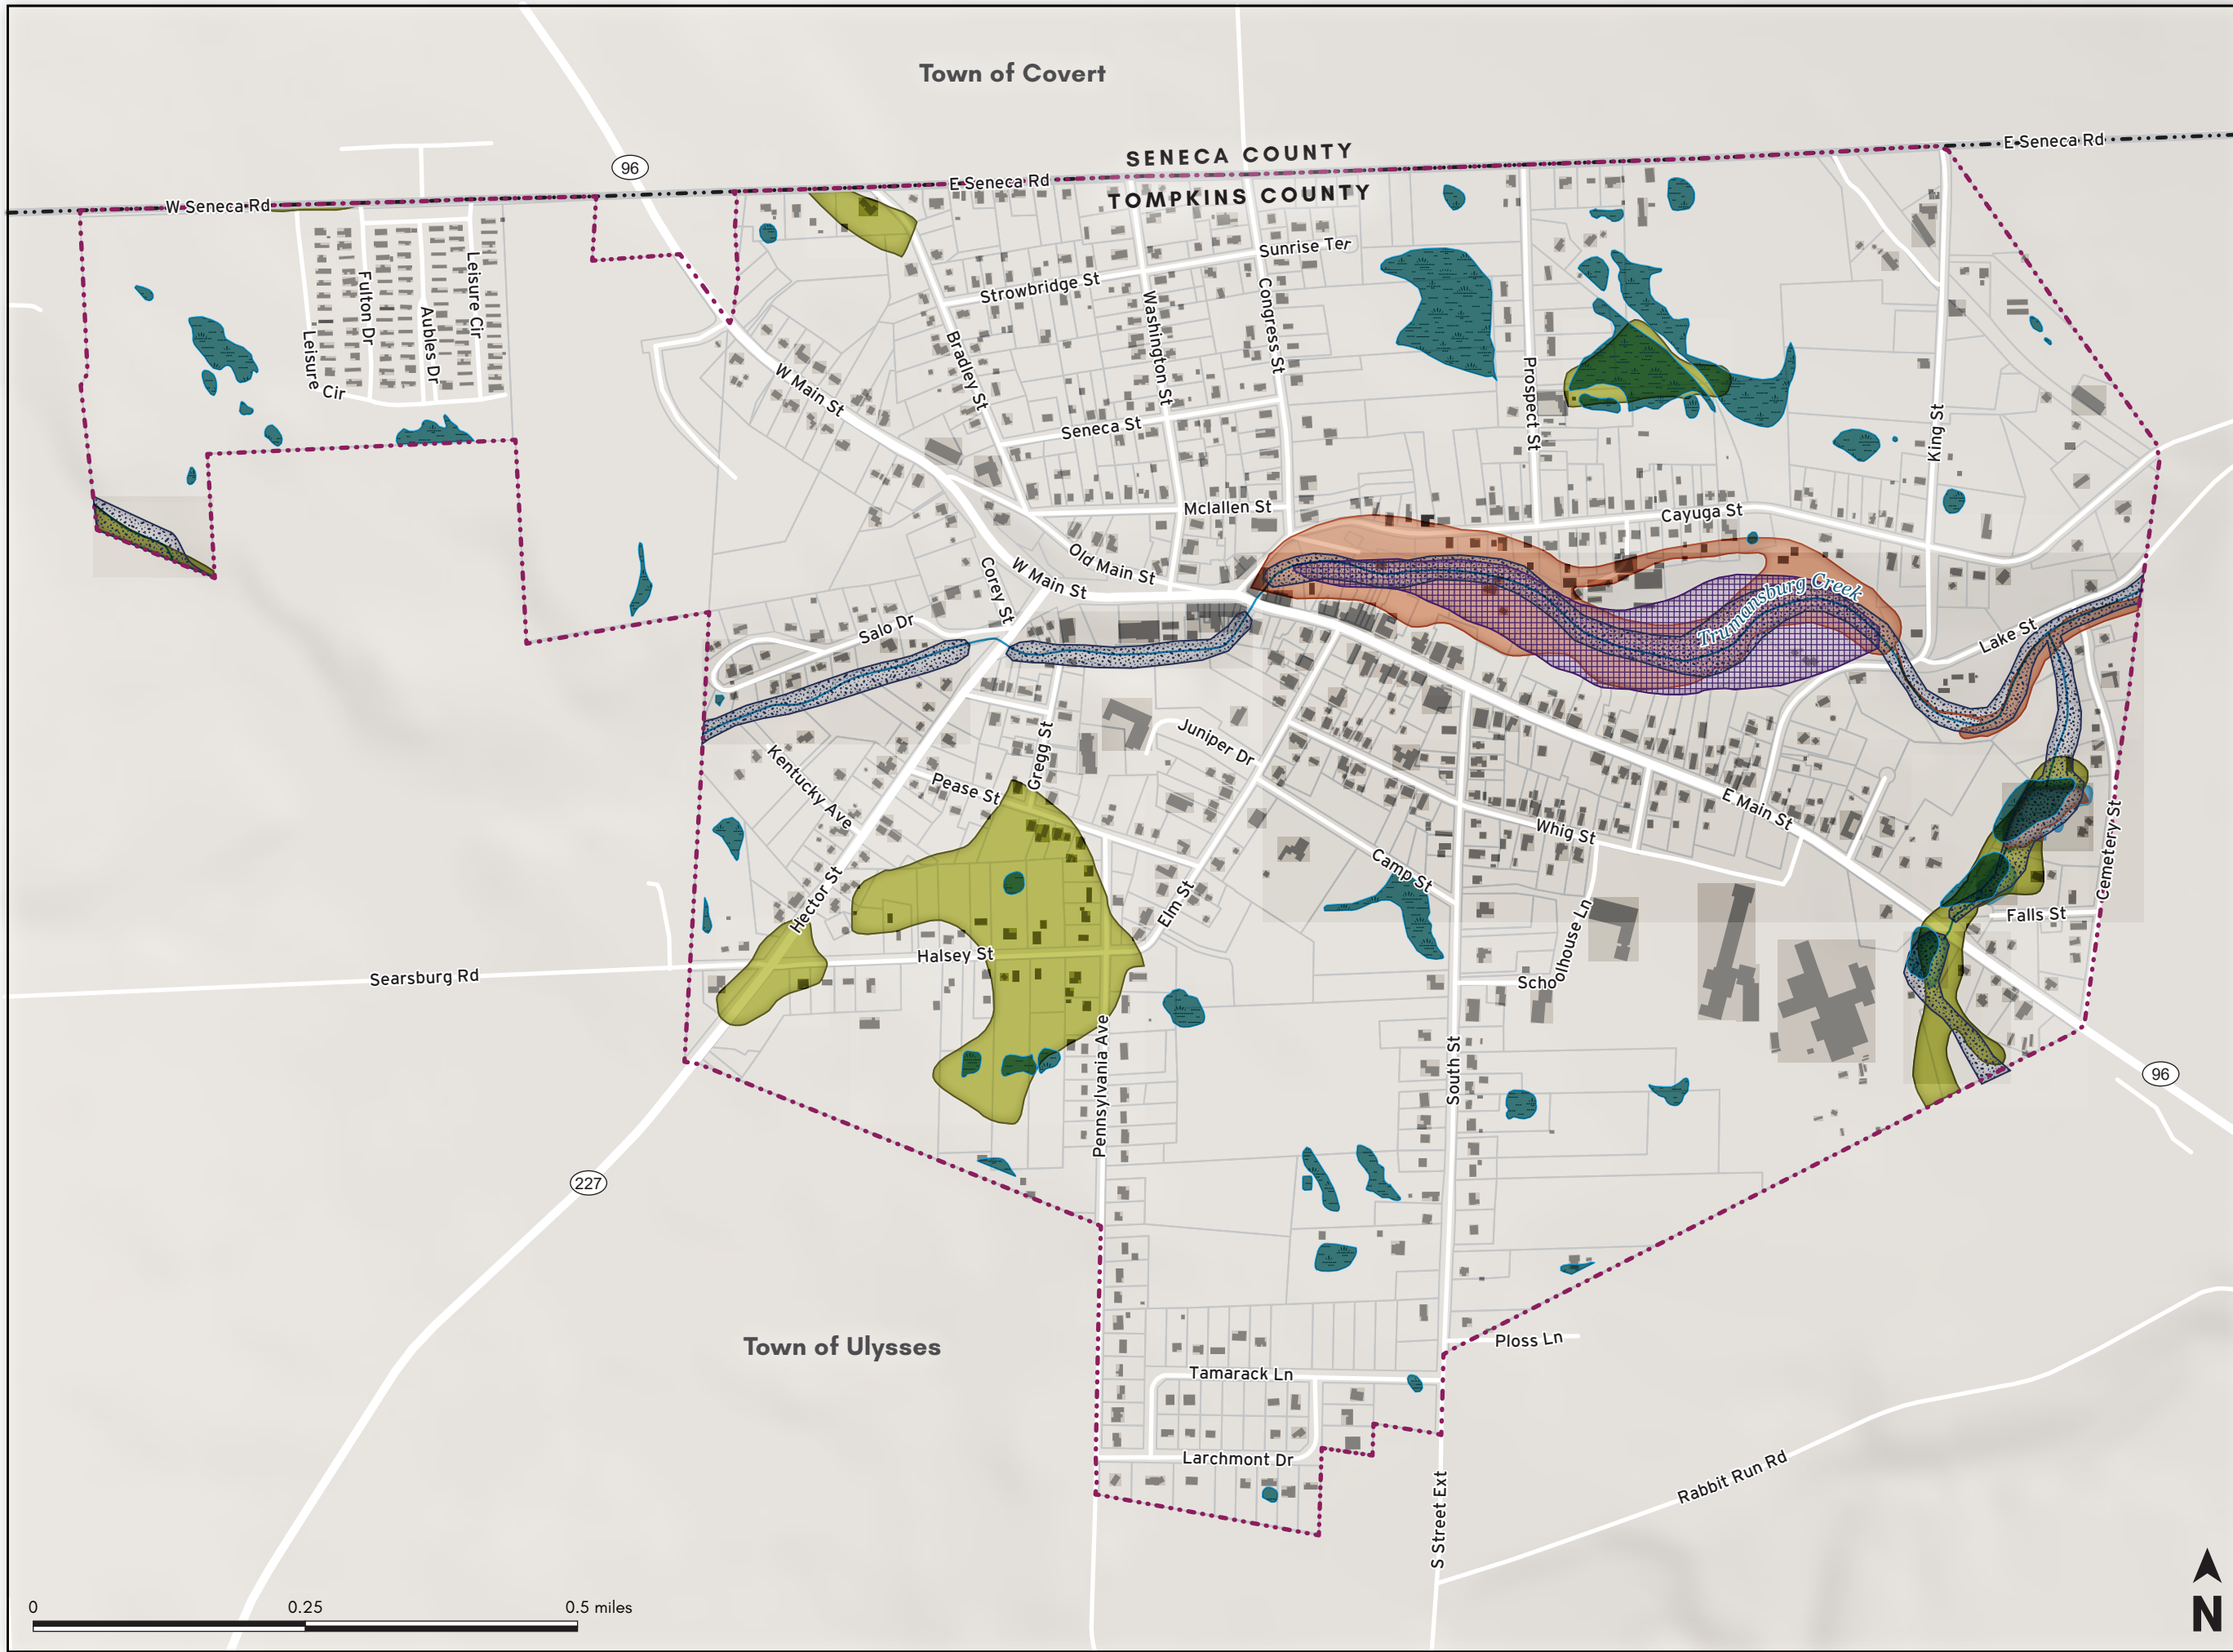 Town of Covert
SENECA COUNTY
E Seneca Rd
96
E Seneca Rd
TOMPKINS COUNTY
W Seneca Rd
Sunrise Ter
Strowbridge St
Leisure Cir
Fulton Dr
Aubles Dr
Leisure Cir
Washington St
Congress St
Bradley St
W Main St
Prospect St
King St
Seneca St
Mclallen St
Cayuga St
Old Main St
W Main St
Corey St
Trumansburg Creek
Salo Dr
Lake St
Juniper Dr
Gregg St
Kentucky Ave
Pease St
E Main St
Whig St
Camp St
Cemetery St
Hector St
Elm St
Falls St
Halsey St
Searsburg Rd
Schoolhouse Ln
Pennsylvania Ave
South St
96
227
Town of Ulysses
Ploss Ln
Tamarack Ln
Larchmont Dr
Rabbit Run Rd
S Street Ext
0 0.25 0.5 miles
N